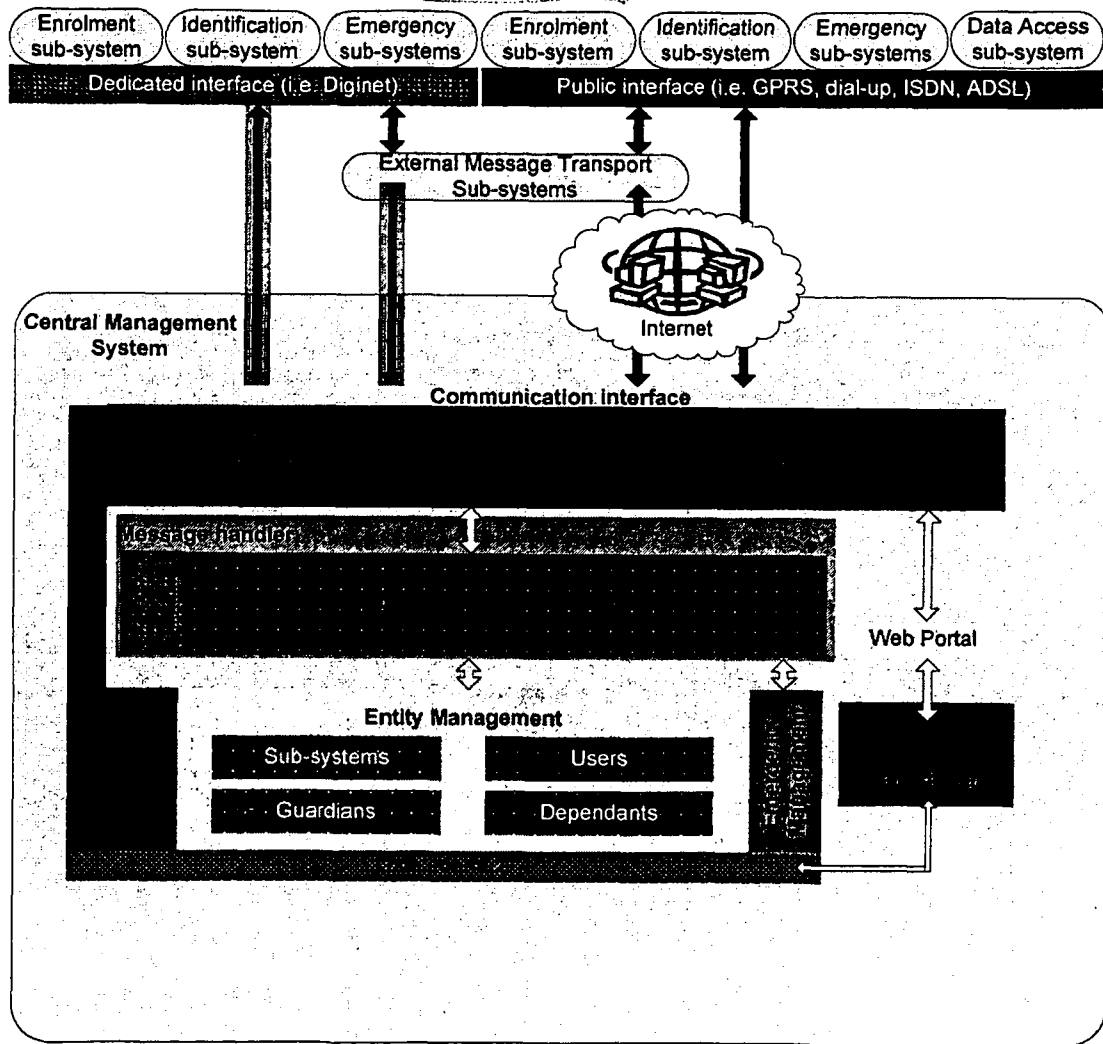 Enrolment
sub-system
Identification
sub-system
Emergency
sub-systems
Enrolment
sub-system
Identification
sub-system
Emergency
sub-systems
Data Access
sub-system
Dedicated interface (i.e. Diginet)
Public interface (i.e. GPRS, dial-up, ISDN, ADSL)
External Message Transport
Sub-systems
Internet
Central Management
System
Communication interface
Message handler
Web Portal
Entity Management
Sub-systems
Users
Guardians
Dependants
Emergency
Management